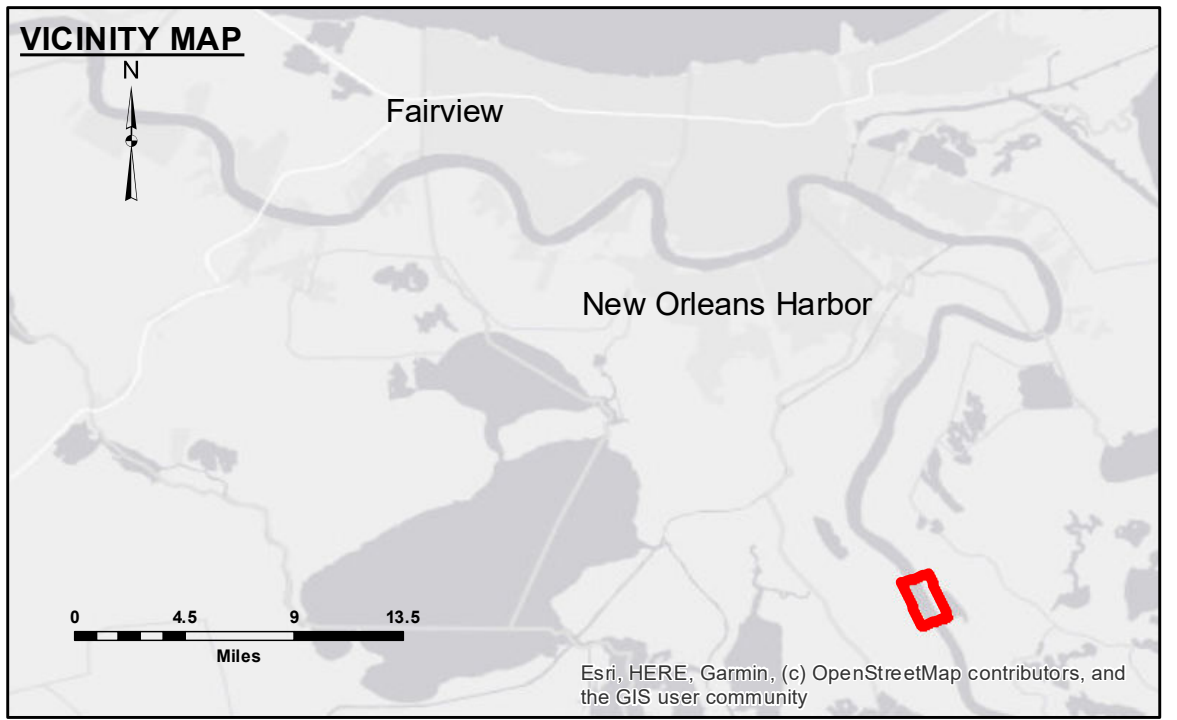 VICINITY MAP
N
Fairview
New Orleans Harbor
0 4.5 9 13.5
Miles
Esri, HERE, Garmin, (c) OpenStreetMap contributors, and
the GIS user community